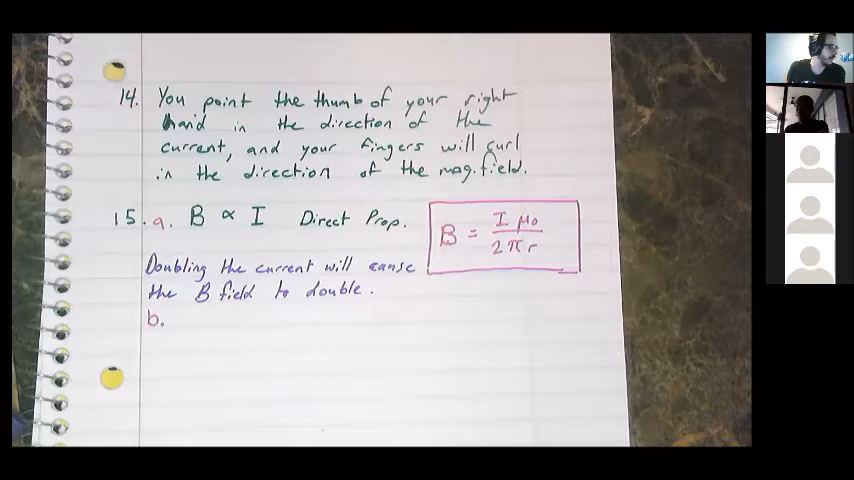 14. You point the thumb of your right
hand in the direction of the
current, and your fingers will curl
in the direction of the mag. field.
15. a. B ∝ I Direct Prop.
B = I μ₀ / 2πr
Doubling the current will cause
the B field to double.
b.